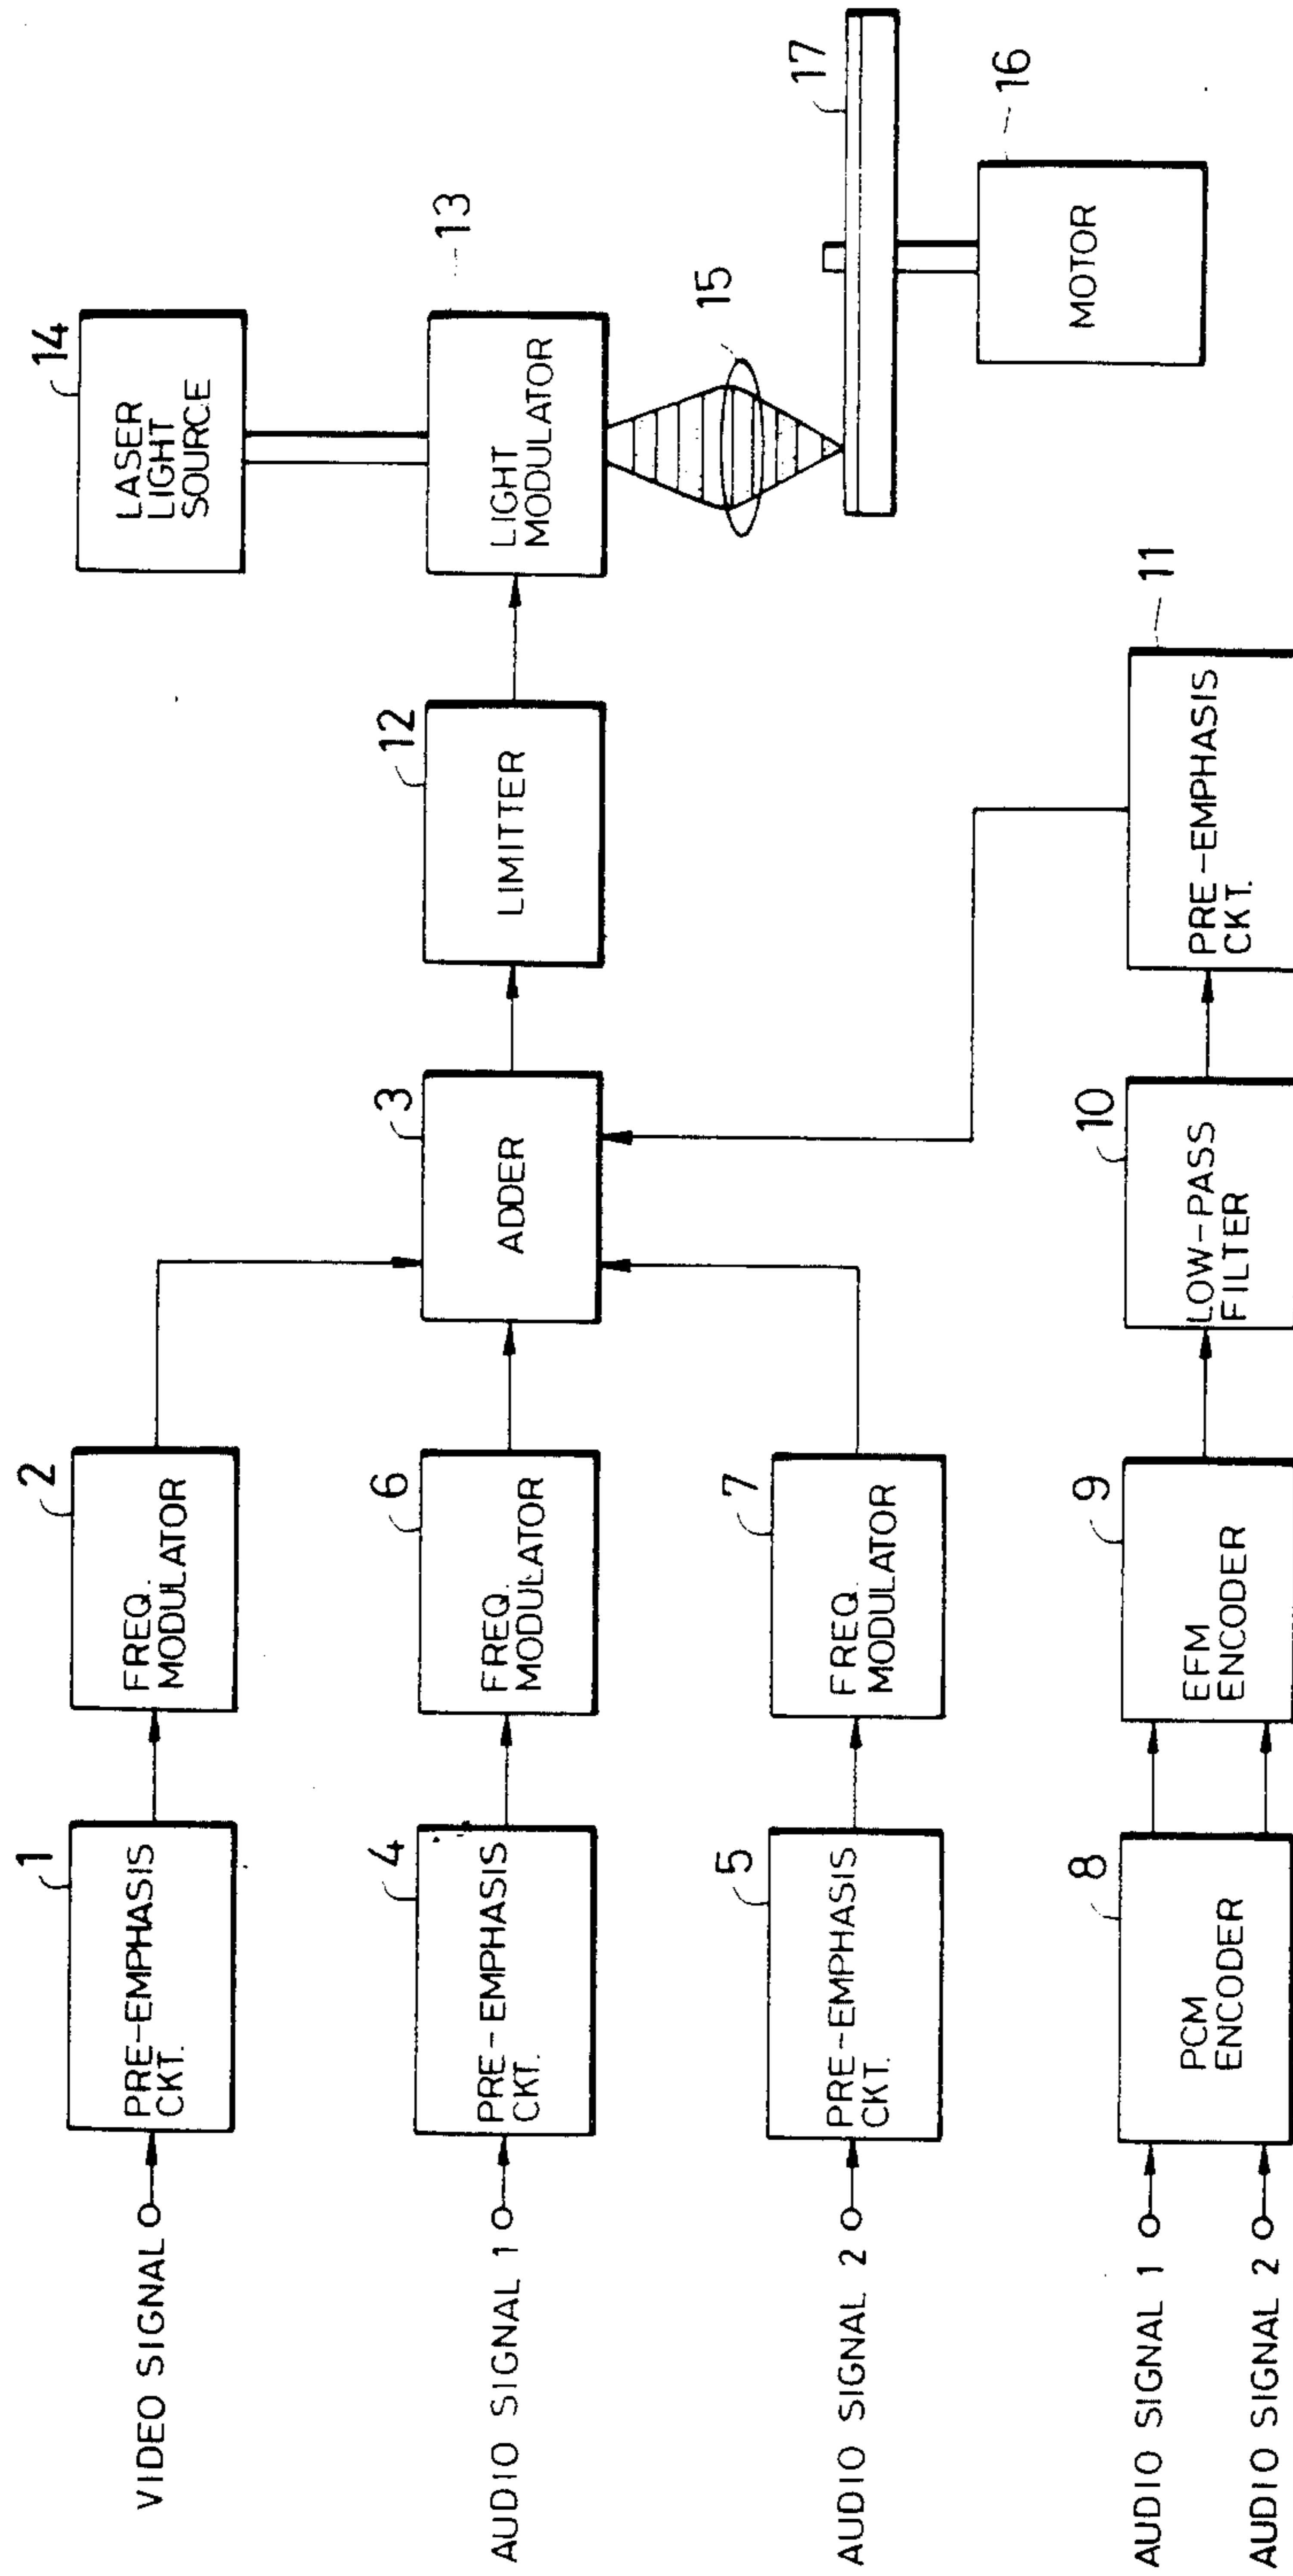 VIDEO SIGNAL
1
PRE-EMPHASIS
CKT.
2
FREQ.
MODULATOR
14
LASER
LIGHT
SOURCE
AUDIO SIGNAL 1
4
PRE-EMPHASIS
CKT.
6
FREQ.
MODULATOR
3
ADDER
12
LIMITTER
13
LIGHT
MODULATOR
15
AUDIO SIGNAL 2
5
PRE-EMPHASIS
CKT.
7
FREQ.
MODULATOR
17
16
MOTOR
AUDIO SIGNAL 1
AUDIO SIGNAL 2
8
PCM
ENCODER
9
EFM
ENCODER
10
LOW-PASS
FILTER
11
PRE-EMPHASIS
CKT.